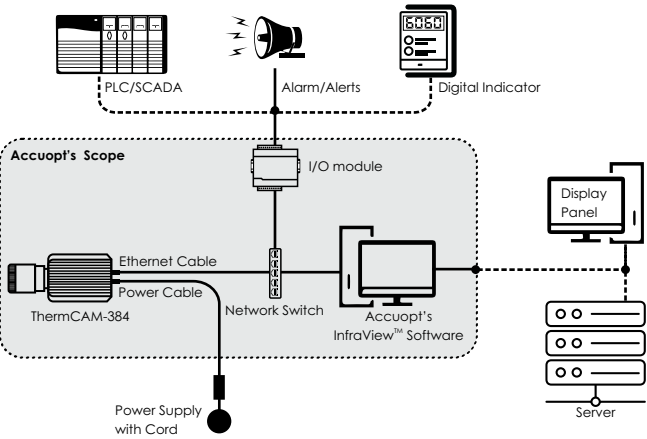 6060
PLC/SCADA
Alarm/Alerts
Digital Indicator
Accuopt's Scope
I/O module
Display
Panel
Ethernet Cable
Power Cable
ThermCAM-384
Network Switch
Accuopt's
InfraView™ Software
Power Supply
with Cord
Server